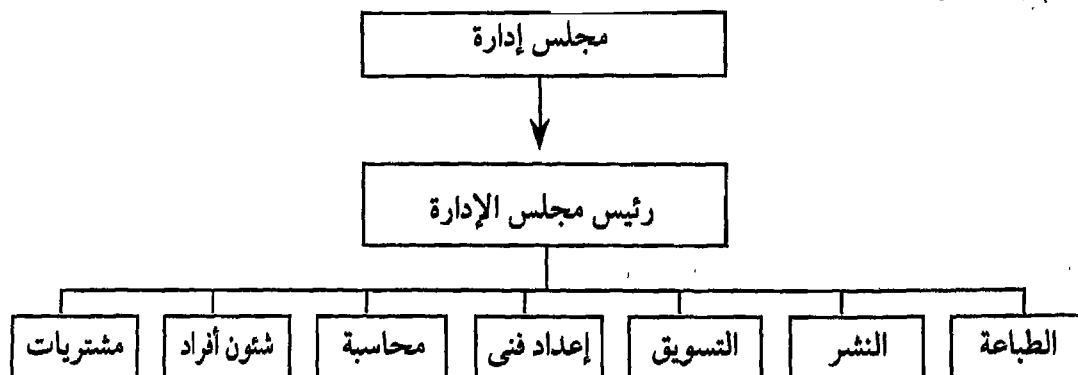 مجلس إدارة
رئيس مجلس الإدارة
الطباعة
النشر
التسويق
إعداد فنى
محاسبة
شئون أفراد
مشتريات